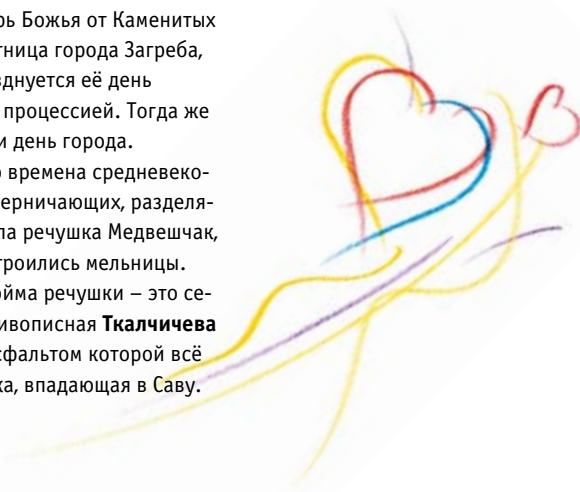 рь Божья от Каменитых
тница города Загреба,
зднуется её день
процессией. Тогда же
и день города.
о времена средневеко-
ерничающих, разделя-
ла речушка Медвешчак,
троились мельницы.
ойма речушки – это се-
ивописная Ткалчичева
сфальтом которой всё
ка, впадающая в Саву.